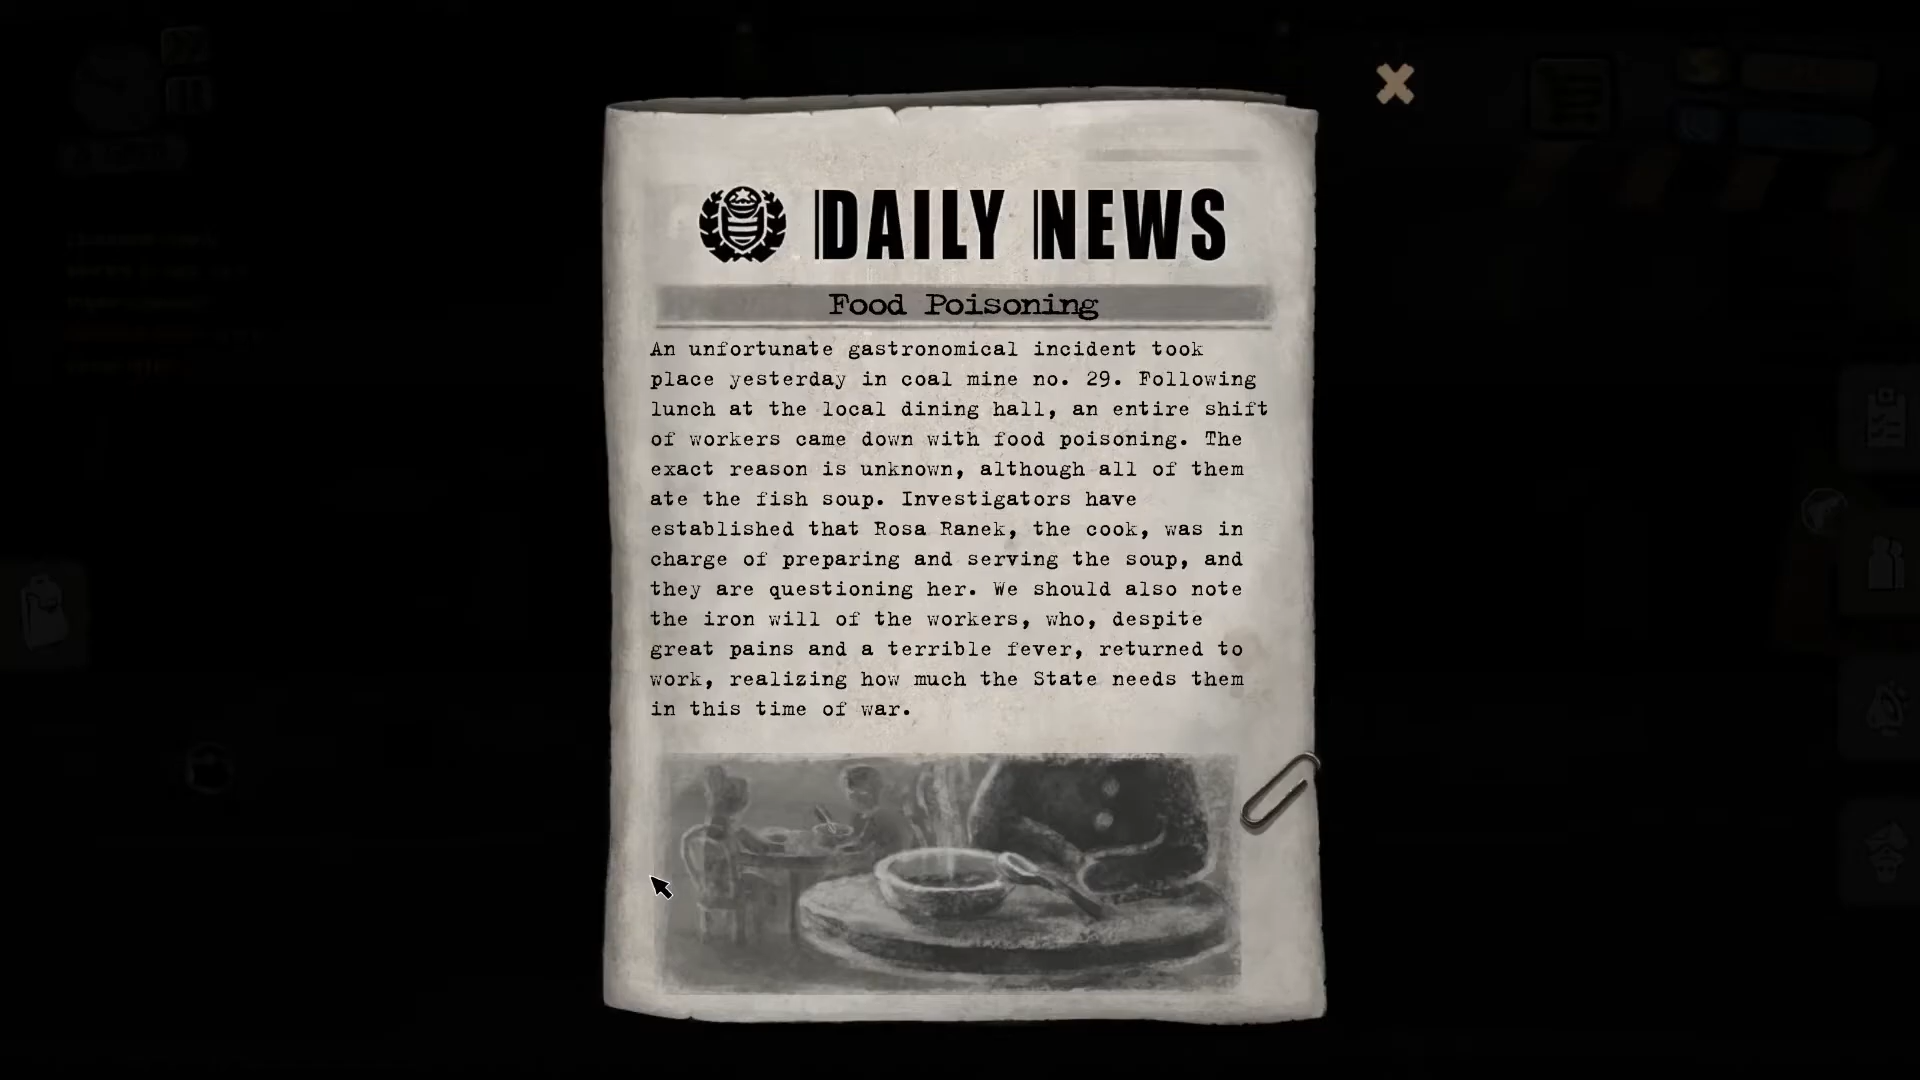 DAILY NEWS
Food Poisoning
An unfortunate gastronomical incident took
place yesterday in coal mine no. 29. Following
lunch at the local dining hall, an entire shift
of workers came down with food poisoning. The
exact reason is unknown, although all of them
ate the fish soup. Investigators have
established that Rosa Ranek, the cook, was in
charge of preparing and serving the soup, and
they are questioning her. We should also note
the iron will of the workers, who, despite
great pains and a terrible fever, returned to
work, realizing how much the State needs them
in this time of war.